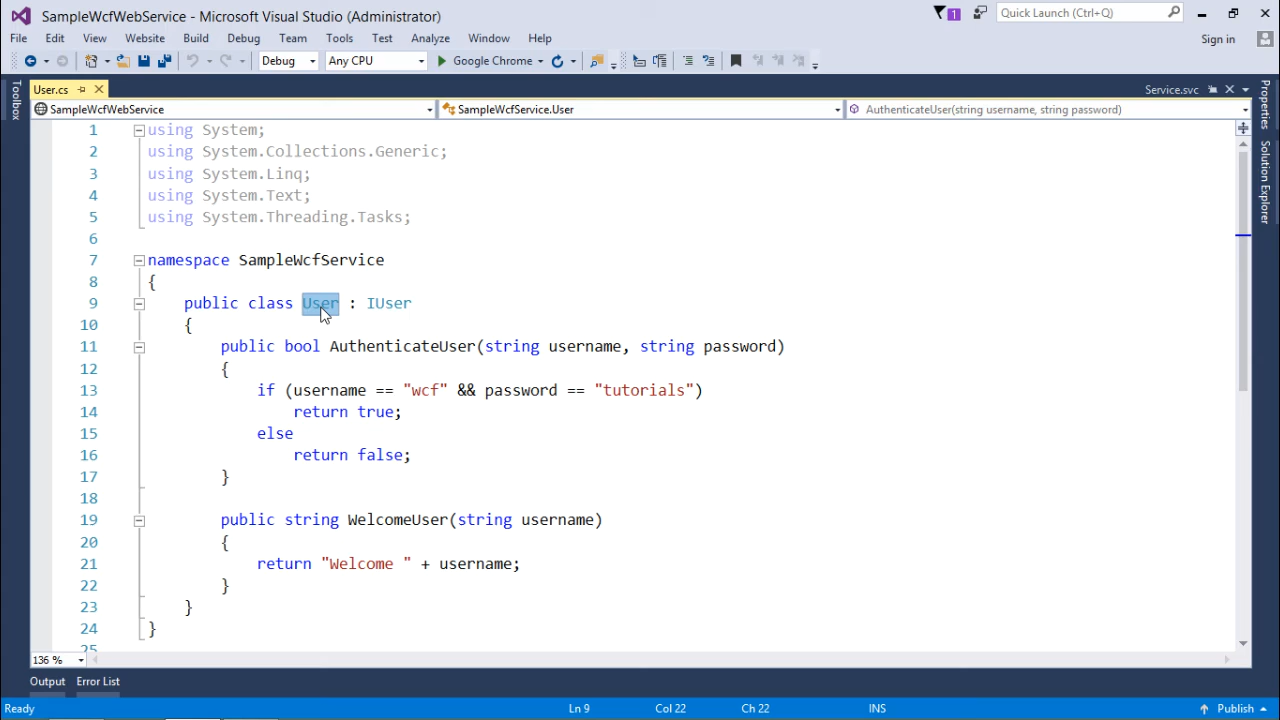 SampleWcfWebService - Microsoft Visual Studio (Administrator)
1
Quick Launch (Ctrl+Q)
File Edit View Website Build Debug Team Tools Test Analyze Window Help
Sign in
Debug Any CPU Google Chrome
Toolbox
User.cs
Service.svc
Properties
Solution Explorer
SampleWcfWebService SampleWcfService.User AuthenticateUser(string username, string password)
1 using System;
2 using System.Collections.Generic;
3 using System.Linq;
4 using System.Text;
5 using System.Threading.Tasks;
6
7 namespace SampleWcfService
8 {
9 public class User : IUser
10 {
11 public bool AuthenticateUser(string username, string password)
12 {
13 if (username == "wcf" && password == "tutorials")
14 return true;
15 else
16 return false;
17 }
18
19 public string WelcomeUser(string username)
20 {
21 return "Welcome " + username;
22 }
23 }
24 }
25
136 %
Output Error List
Ready Ln 9 Col 22 Ch 22 INS Publish